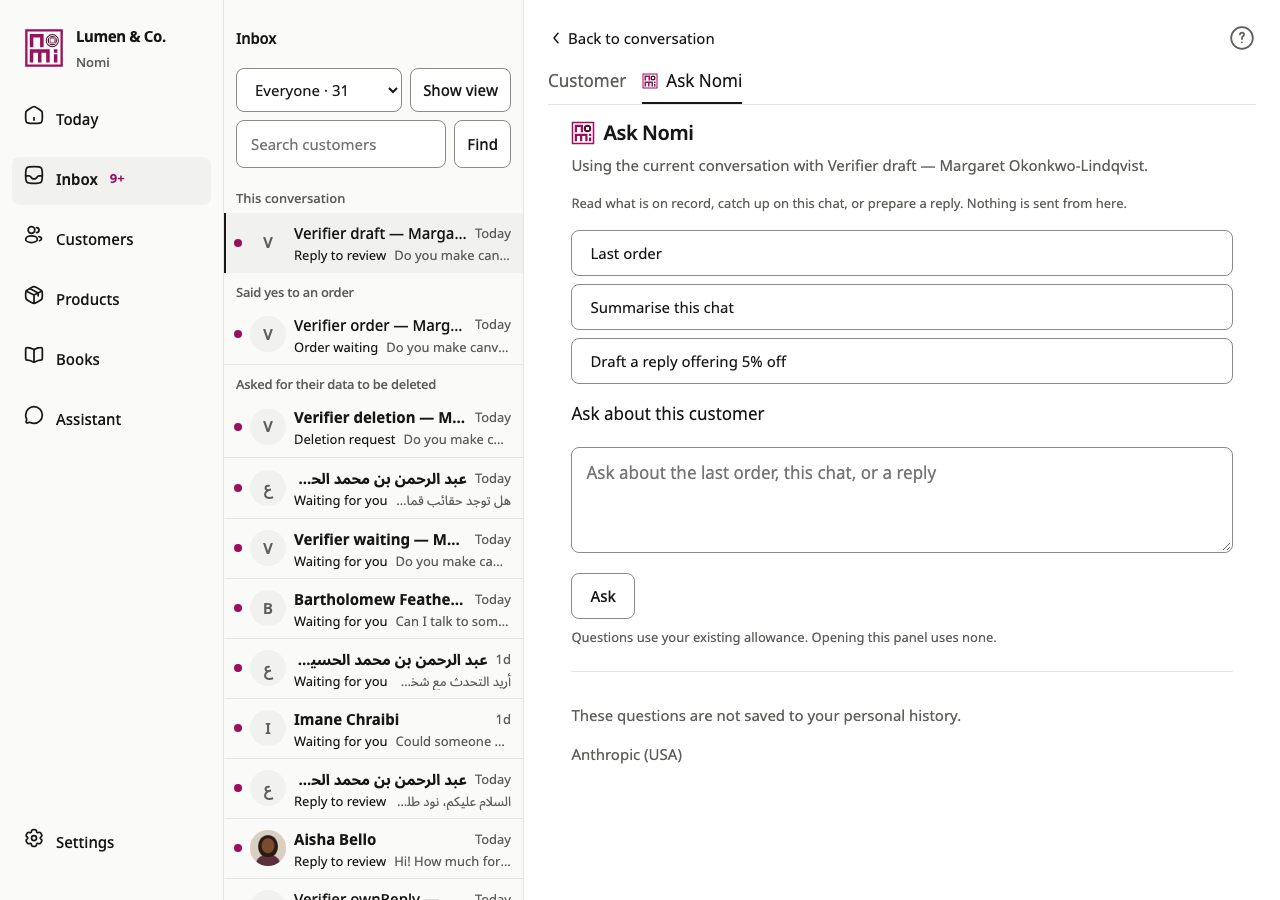 Lumen & Co.
Nomi
Today
Inbox 9+
Customers
Products
Books
Assistant
Settings
Inbox
Everyone · 31
Show view
Search customers
Find
This conversation
V
Verifier draft — Marga... Today
Reply to review Do you make can...
Said yes to an order
V
Verifier order — Marg... Today
Order waiting Do you make canv...
Asked for their data to be deleted
V
Verifier deletion — M... Today
Deletion request Do you make c...
ع
عبد الرحمن بن محمد الحـ... Today
Waiting for you هل توجد حقائب قما...
V
Verifier waiting — M... Today
Waiting for you Do you make ca...
B
Bartholomew Feathe... Today
Waiting for you Can I talk to som...
ع
عبد الرحمن بن محمد الحسيـ... 1d
Waiting for you أريد التحدث مع شخـ...
I
Imane Chraibi 1d
Waiting for you Could someone ...
ع
عبد الرحمن بن محمد الحـ... Today
Reply to review السلام عليكم، نود طلـ...
Aisha Bello Today
Reply to review Hi! How much for...
Verifier ownReply — Today
Back to conversation
?
Customer
Ask Nomi
Ask Nomi
Using the current conversation with Verifier draft — Margaret Okonkwo-Lindqvist.
Read what is on record, catch up on this chat, or prepare a reply. Nothing is sent from here.
Last order
Summarise this chat
Draft a reply offering 5% off
Ask about this customer
Ask about the last order, this chat, or a reply
Ask
Questions use your existing allowance. Opening this panel uses none.
These questions are not saved to your personal history.
Anthropic (USA)